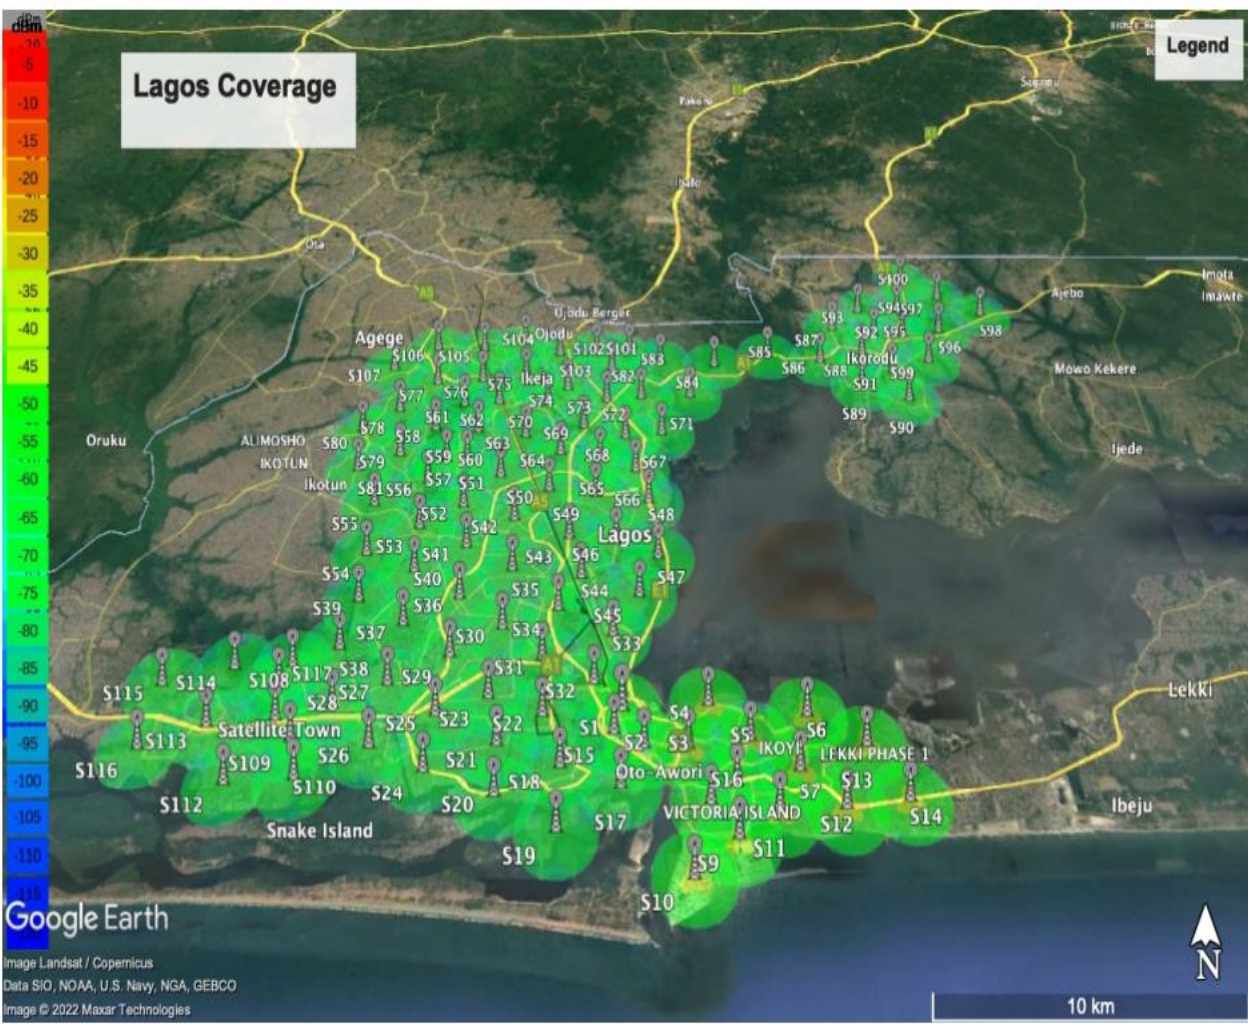 dBm
-5
-10
-15
-20
-25
-30
-35
-40
-45
-50
-55
-60
-65
-70
-75
-80
-85
-90
-95
-100
-105
-110
-115
Lagos Coverage
Legend
Sagamu
Pakoro
Ibafo
Osa
A5
A1
Imota
Imawte
Ajebo
Ojodu Berger
S100
S94 S97
S93
S98
Agege
S104 Ojodu
S102 S101
S92 S95
S106 S105
S83
S85
S87
S96
S107
Ikeja
S103
S82
S84
S86
S88
Ikorodu
S99
Mowo Kekere
S91
S77
S76
S75
S74
S73
S72
S71
S89
S90
S78
S61
S62
S70
S69
Oruku
ALIMOSHO
S80
S58
S63
S68
IKOTUN
S79
S59
S60
S64
S67
Ijede
Ikotun
S81 S56
S57
S51
S65
S50
S66
A5
S55
S52
S42
S49
S48
Lagos
S53
S41
S43
S46
S54
S40
S47
S39
S36
S35
S44
S45
S37
S30
S34
S33
S115
S114
S108
S117
S38
S29
S31
A1
S28
S27
S32
Lekki
S113
Satellite Town
S25
S23
S22
S1
S2
S4
S3
S5
S6
IKOYI
LEKKI PHASE 1
S116
S109
S26
S21
S15
Oto-Awori
S16
S13
S112
S110
S24
S20
S18
S7
S14
Snake Island
S17
VICTORIA ISLAND
S12
Ibeju
S19
S9
S11
S10
Google Earth
Image Landsat / Copernicus
Data SIO, NOAA, U.S. Navy, NGA, GEBCO
Image © 2022 Maxar Technologies
N
10 km